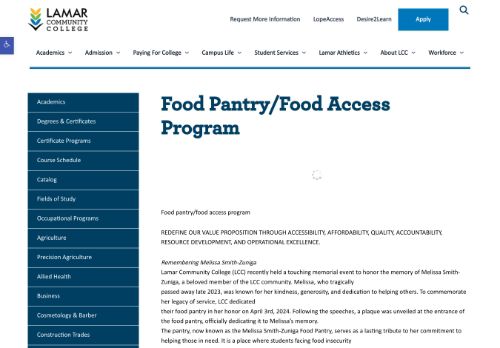 LAMAR
COMMUNITY
COLLEGE
Request More Information LopeAccess Desire2Learn Apply
Academics Admission Paying For College Campus Life Student Services Lamar Athletics About LCC Workforce
Academics
Degrees & Certificates
Certificate Programs
Course Schedule
Catalog
Fields of Study
Occupational Programs
Agriculture
Precision Agriculture
Allied Health
Business
Cosmetology & Barber
Construction Trades
Food Pantry/Food Access
Program
Food pantry/food access program
REDEFINE OUR VALUE PROPOSITION THROUGH ACCESSIBILITY, AFFORDABILITY, QUALITY, ACCOUNTABILITY,
RESOURCE DEVELOPMENT, AND OPERATIONAL EXCELLENCE.
Remembering Melissa Smith-Zuniga
Lamar Community College (LCC) recently held a touching memorial event to honor the memory of Melissa Smith-
Zuniga, a beloved member of the LCC community. Melissa, who tragically
passed away late 2023, was known for her kindness, generosity, and dedication to helping others. To commemorate
her legacy of service, LCC dedicated
their food pantry in her honor on April 3rd, 2024. Following the speeches, a plaque was unveiled at the entrance of
the food pantry, officially dedicating it to Melissa's memory.
The pantry, now known as the Melissa Smith-Zuniga Food Pantry, serves as a lasting tribute to her commitment to
helping those in need. It is a place where students facing food insecurity